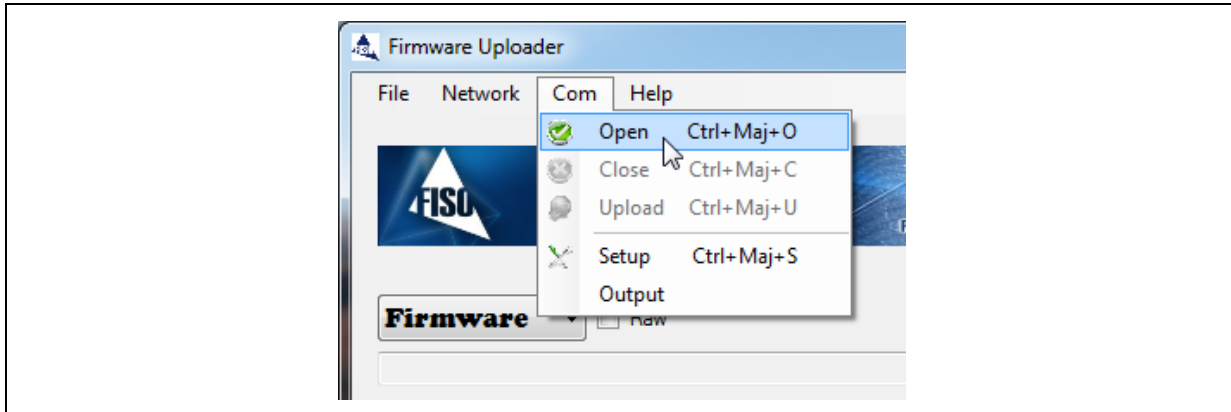 Firmware Uploader
File Network Com Help
Open Ctrl+Maj+O
Close Ctrl+Maj+C
Upload Ctrl+Maj+U
FISO
Setup Ctrl+Maj+S
Output
Firmware Raw